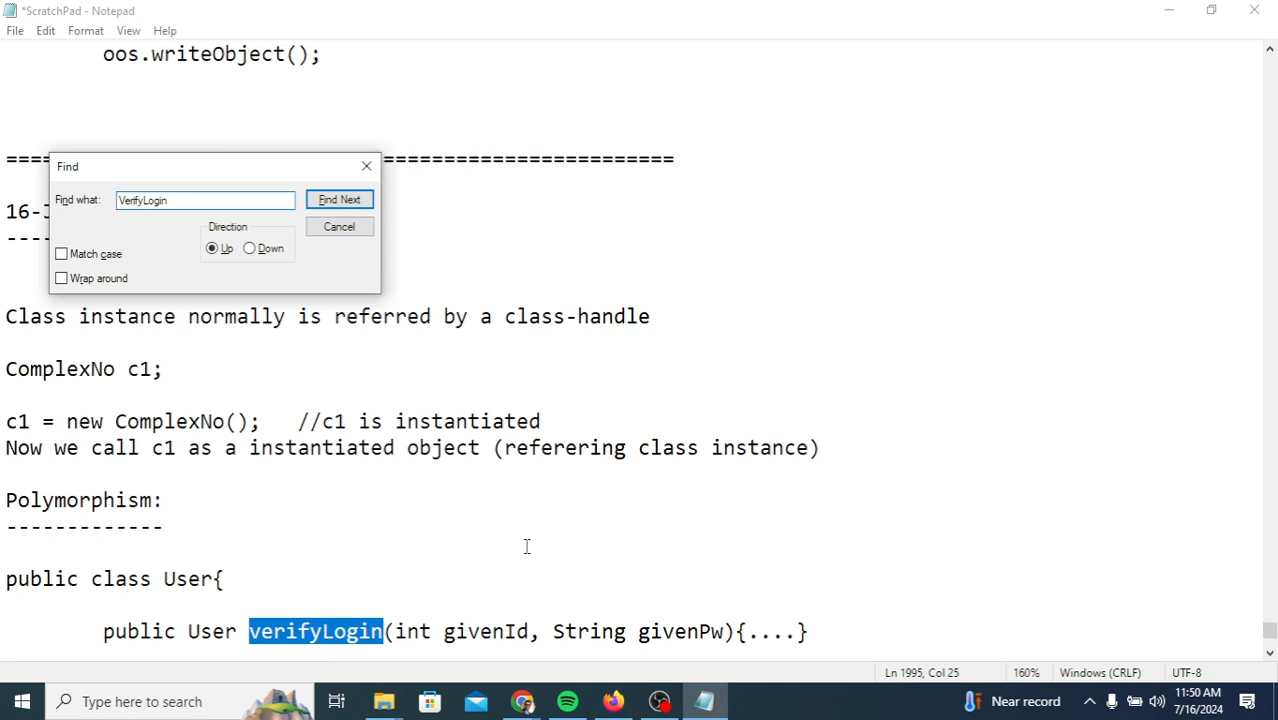 *ScratchPad - Notepad
File Edit Format View Help
oos.writeObject();
Find
Find what: VerifyLogin Find Next
Direction Cancel
Up Down
Match case
Wrap around
Class instance normally is referred by a class-handle
ComplexNo c1;
c1 = new ComplexNo(); //c1 is instantiated
Now we call c1 as a instantiated object (referering class instance)
Polymorphism:
-------------
public class User{
public User verifyLogin(int givenId, String givenPw){....}
Ln 1995, Col 25 160% Windows (CRLF) UTF-8
Type here to search
Near record
11:50 AM
7/16/2024